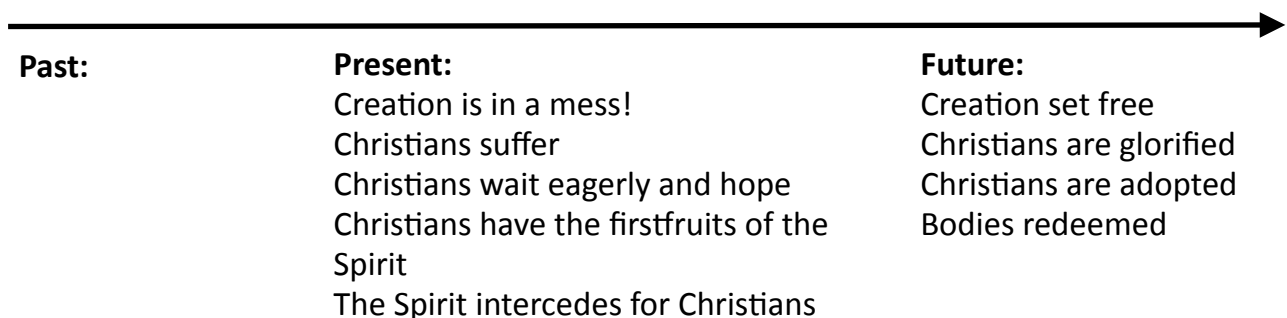 Past:
Present:
Creation is in a mess!
Christians suffer
Christians wait eagerly and hope
Christians have the firstfruits of the
Spirit
The Spirit intercedes for Christians
Future:
Creation set free
Christians are glorified
Christians are adopted
Bodies redeemed